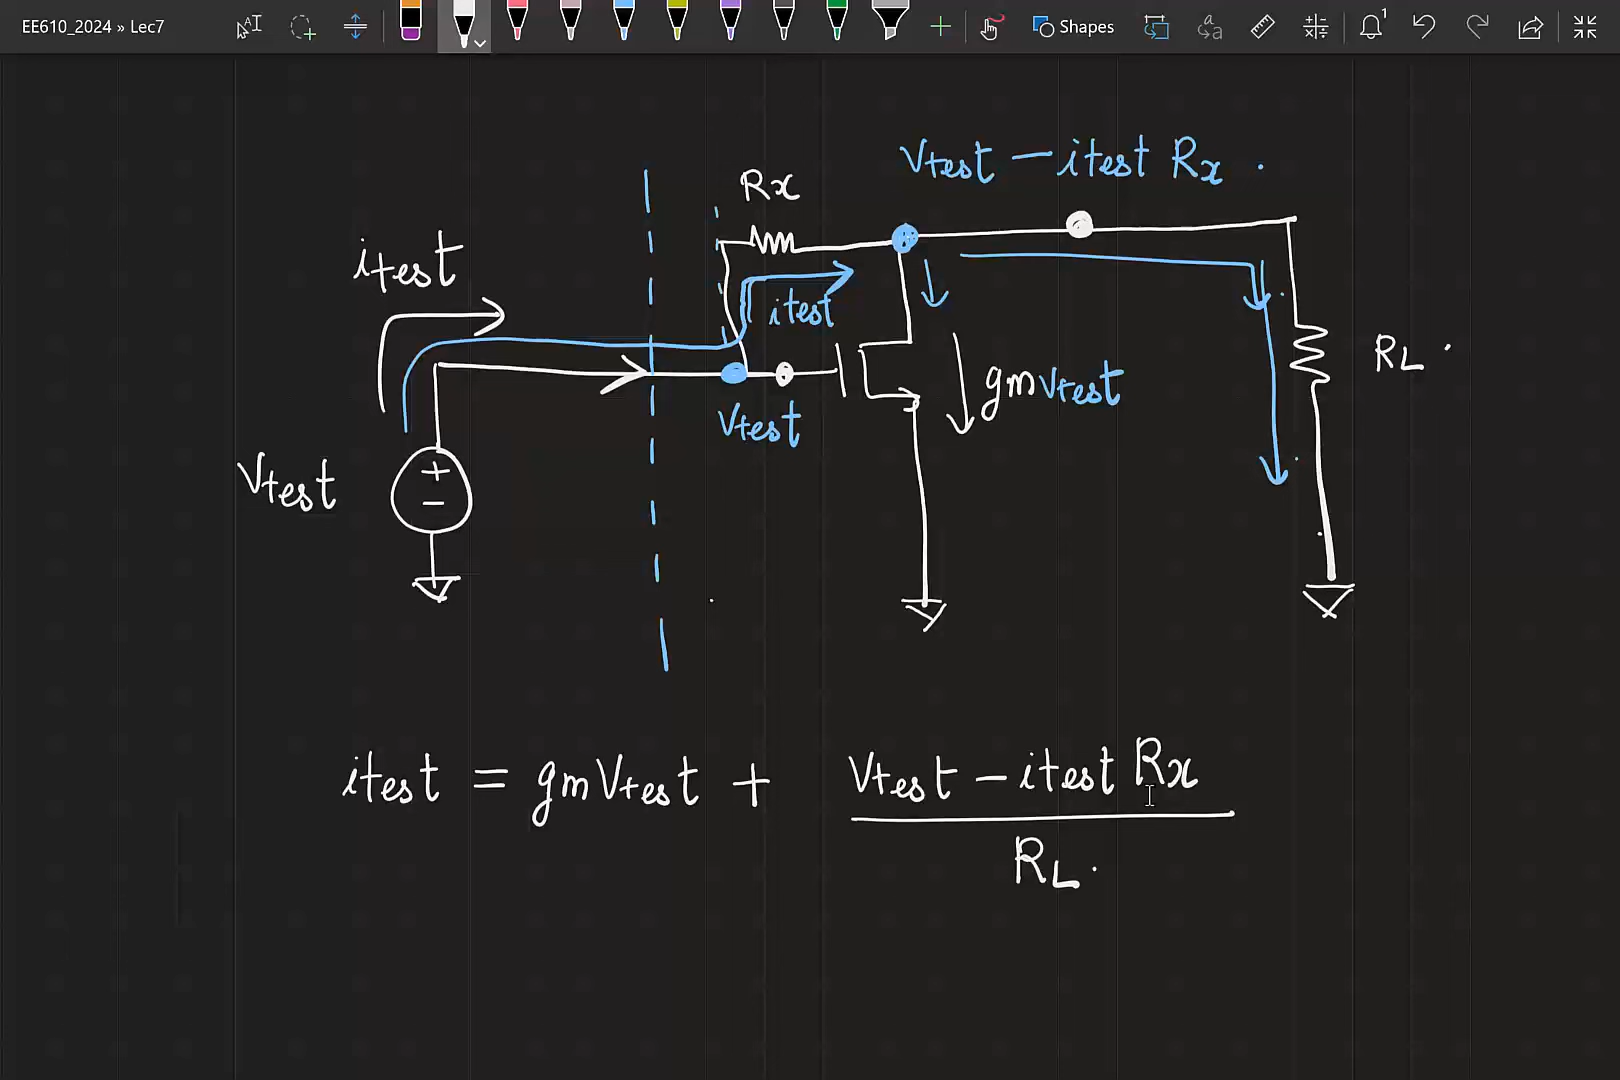 EE610_2024 » Lec7
Shapes
1
Vtest - itest Rx
Rx
itest
itest
RL
gmVtest
Vtest
Vtest
+
-
itest = gmVtest + Vtest - itest Rx
RL